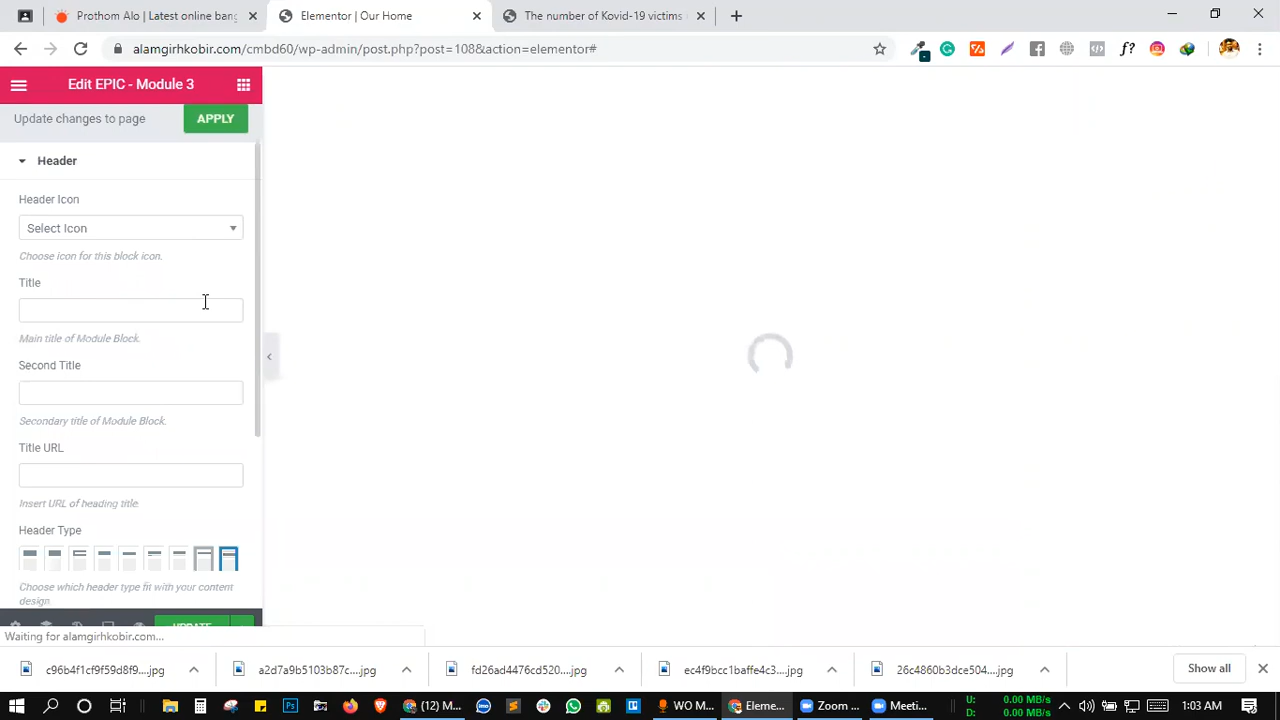 Prothom Alo | Latest online bang
Elementor | Our Home
The number of Kovid-19 victims
alamgirhkobir.com/cmbd60/wp-admin/post.php?post=108&action=elementor#
Edit EPIC - Module 3
Update changes to page
APPLY
Header
Header Icon
Select Icon
Choose icon for this block icon.
Title
Main title of Module Block.
Second Title
Secondary title of Module Block.
Title URL
Insert URL of heading title.
Header Type
Choose which header type fit with your content
design.
UPDATE
Waiting for alamgirhkobir.com...
c96b4f1cf9f59d8f9....jpg
a2d7a9b5103b87c....jpg
fd26ad4476cd520....jpg
ec4f9bcc1baffe4c3....jpg
26c4860b3dce504....jpg
Show all
(12) M...
WO M...
Eleme...
Zoom ...
Meeti...
U: 0.00 MB/s
D: 0.00 MB/s
1:03 AM